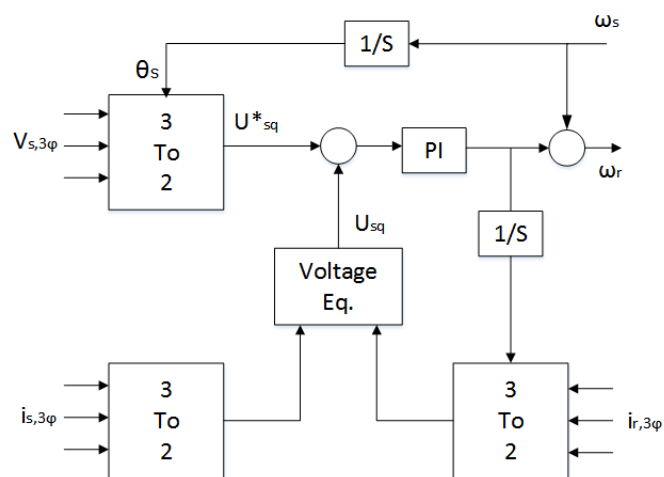 1/S
ωs
θs
Vs,3φ
3
To
2
U*sq
PI
ωr
Usq
1/S
Voltage
Eq.
is,3φ
3
To
2
3
To
2
ir,3φ